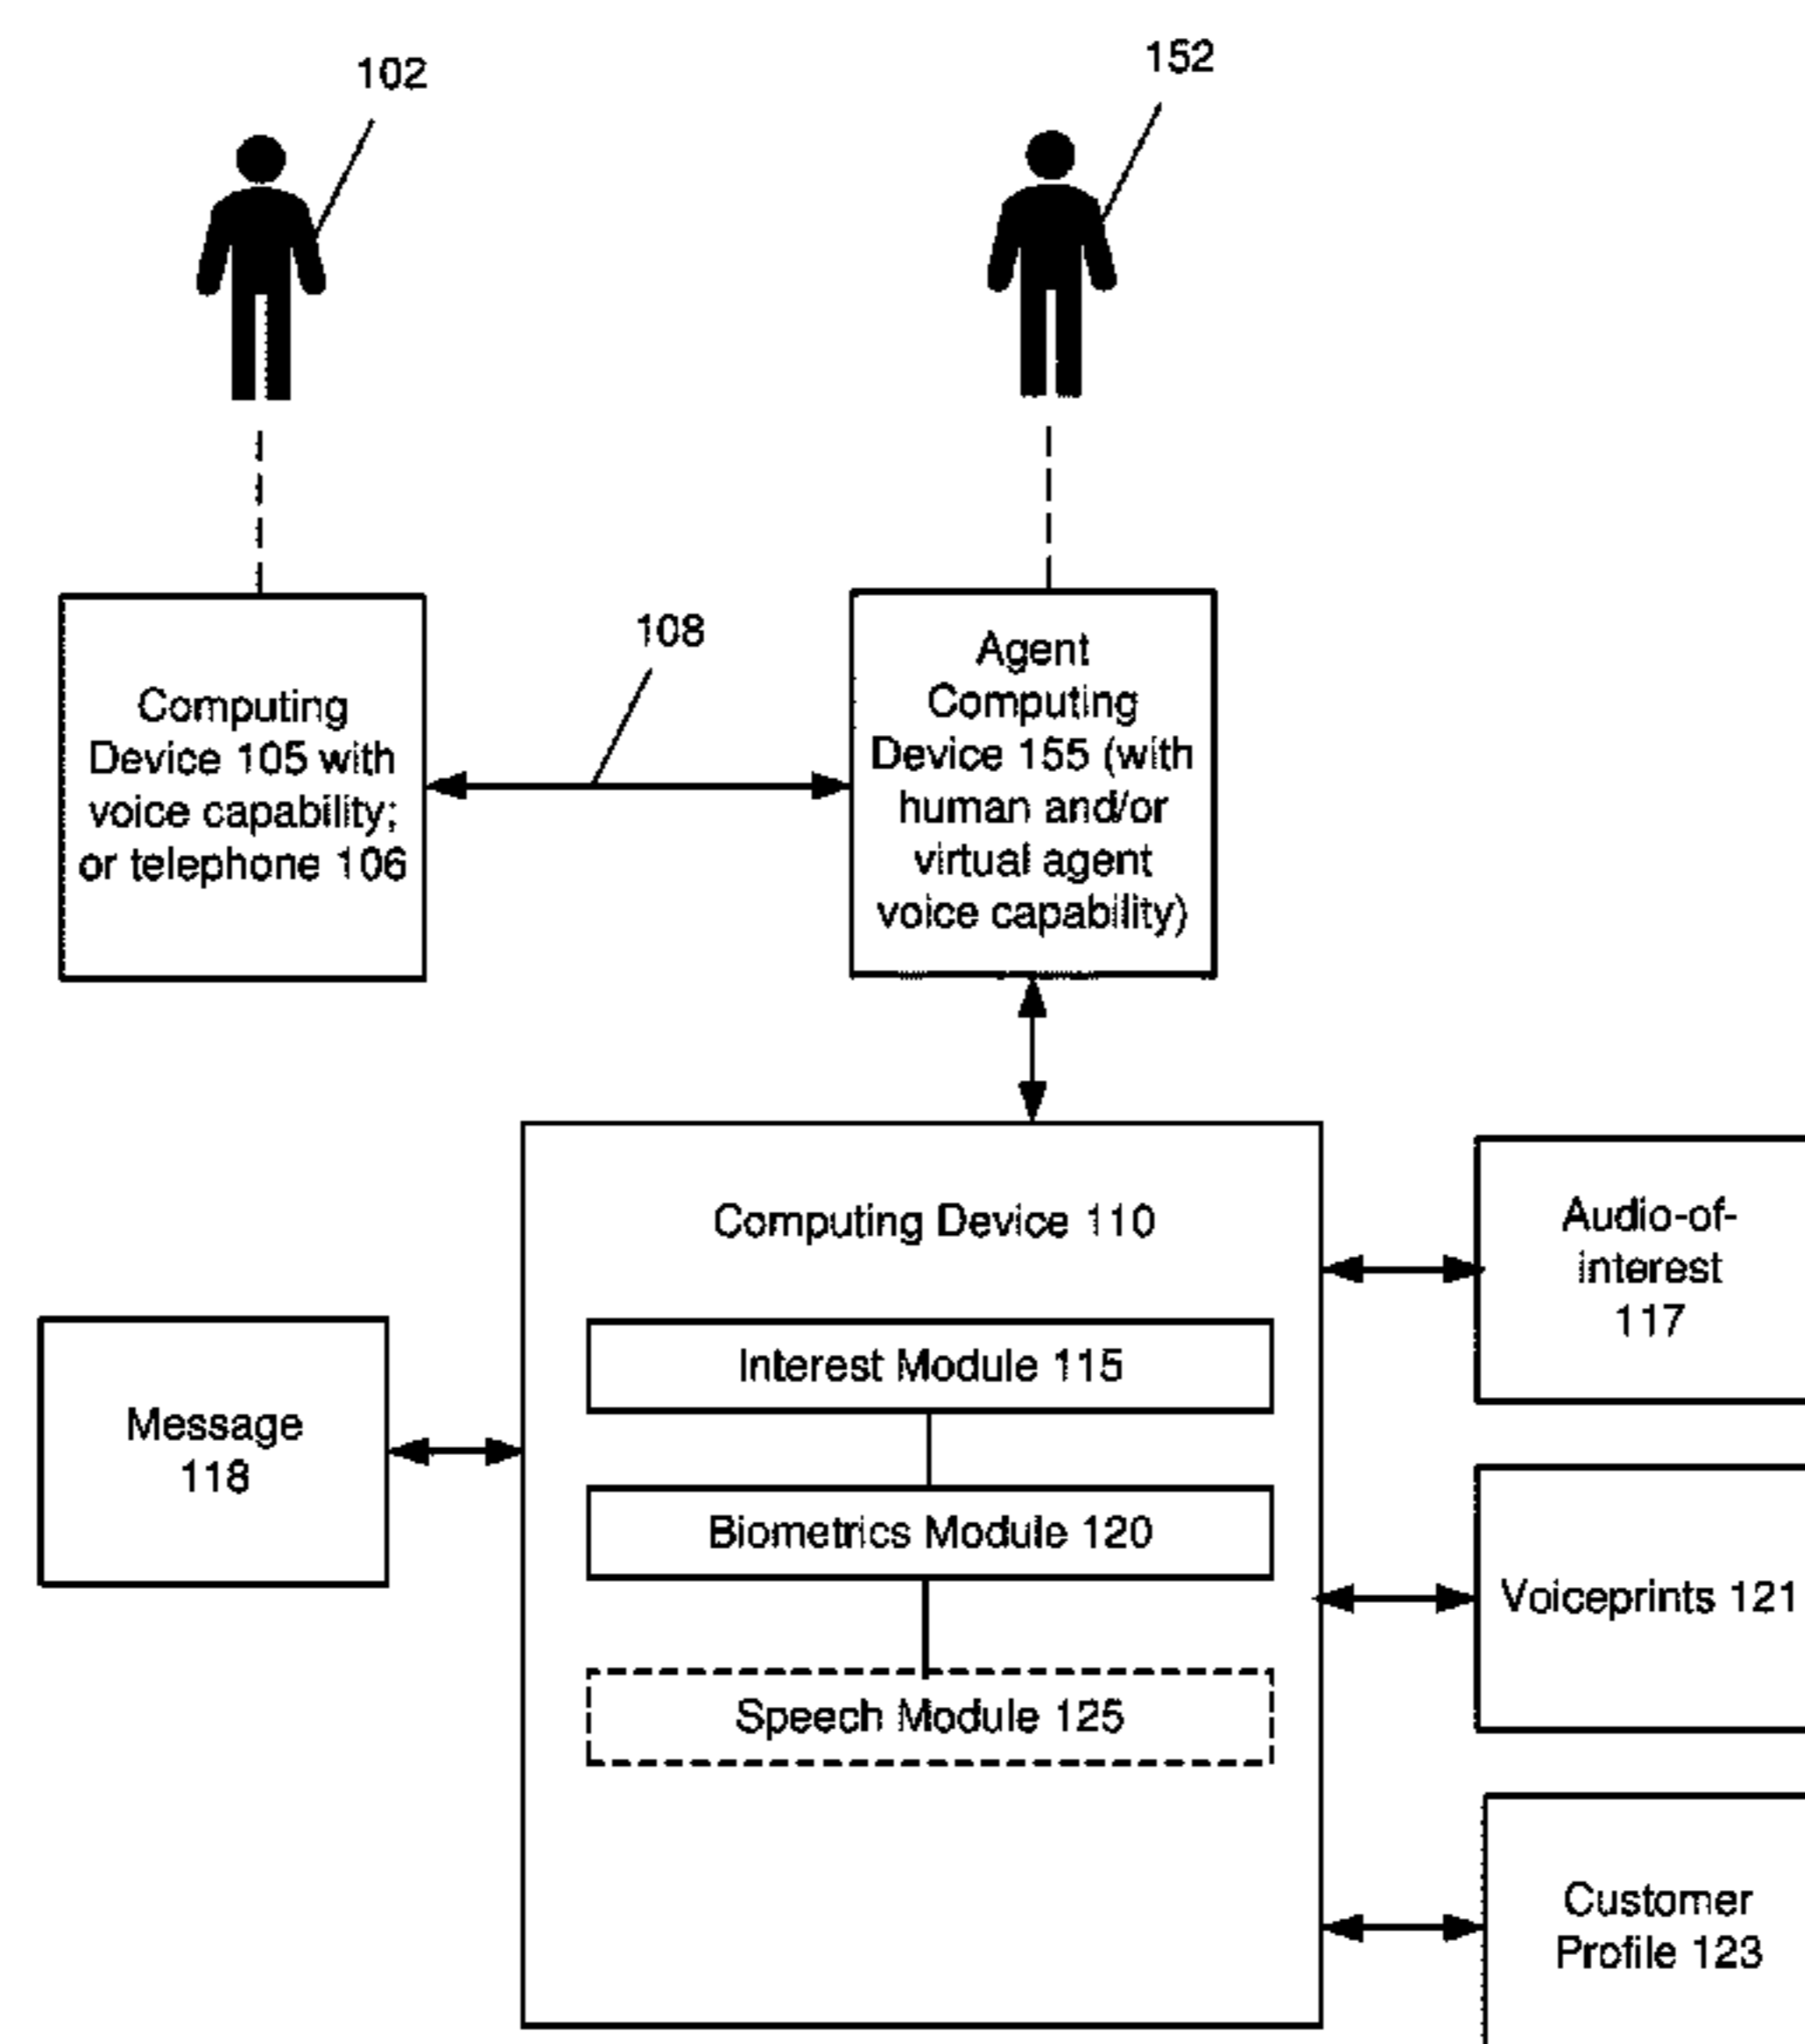 102
152
108
Computing
Device 105 with
voice capability;
or telephone 106
Agent
Computing
Device 155 (with
human and/or
virtual agent
voice capability)
Computing Device 110
Interest Module 115
Biometrics Module 120
Speech Module 125
Message
118
Audio-of-
interest
117
Voiceprints 121
Customer
Profile 123